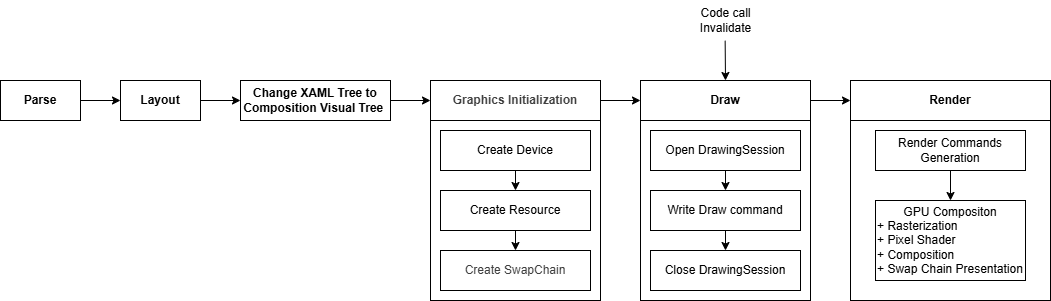 Code call
Invalidate
Parse
Layout
Change XAML Tree to
Composition Visual Tree
Graphics Initialization
Draw
Render
Create Device
Create Resource
Create SwapChain
Open DrawingSession
Write Draw command
Close DrawingSession
Render Commands
Generation
GPU Compositon
+ Rasterization
+ Pixel Shader
+ Composition
+ Swap Chain Presentation